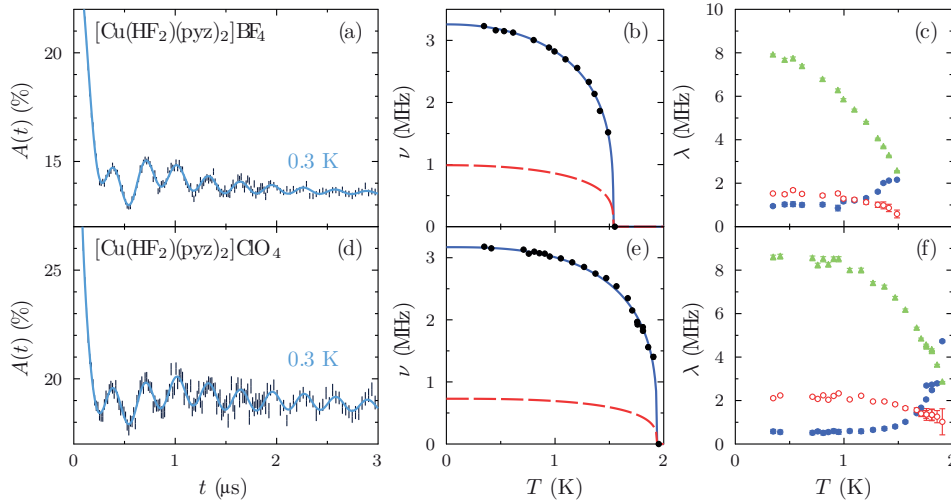 [Cu(HF₂)(pyz)₂]BF₄ (a)
20
15
A(t) (%)
0.3 K
(b)
3
2
1
0
ν (MHz)
(c)
10
8
6
4
2
0
λ (MHz)
[Cu(HF₂)(pyz)₂]ClO₄ (d)
25
20
A(t) (%)
0.3 K
0 1 2 3
t (μs)
(e)
3
2
1
0
ν (MHz)
0 1 2
T (K)
(f)
8
6
4
2
0
λ (MHz)
0 1 2
T (K)